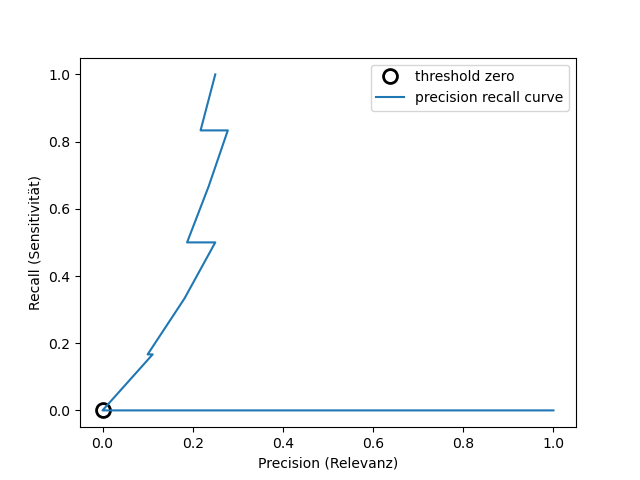 threshold zero
precision recall curve
Recall (Sensitivität)
1.0
0.8
0.6
0.4
0.2
0.0
0.0 0.2 0.4 0.6 0.8 1.0
Precision (Relevanz)